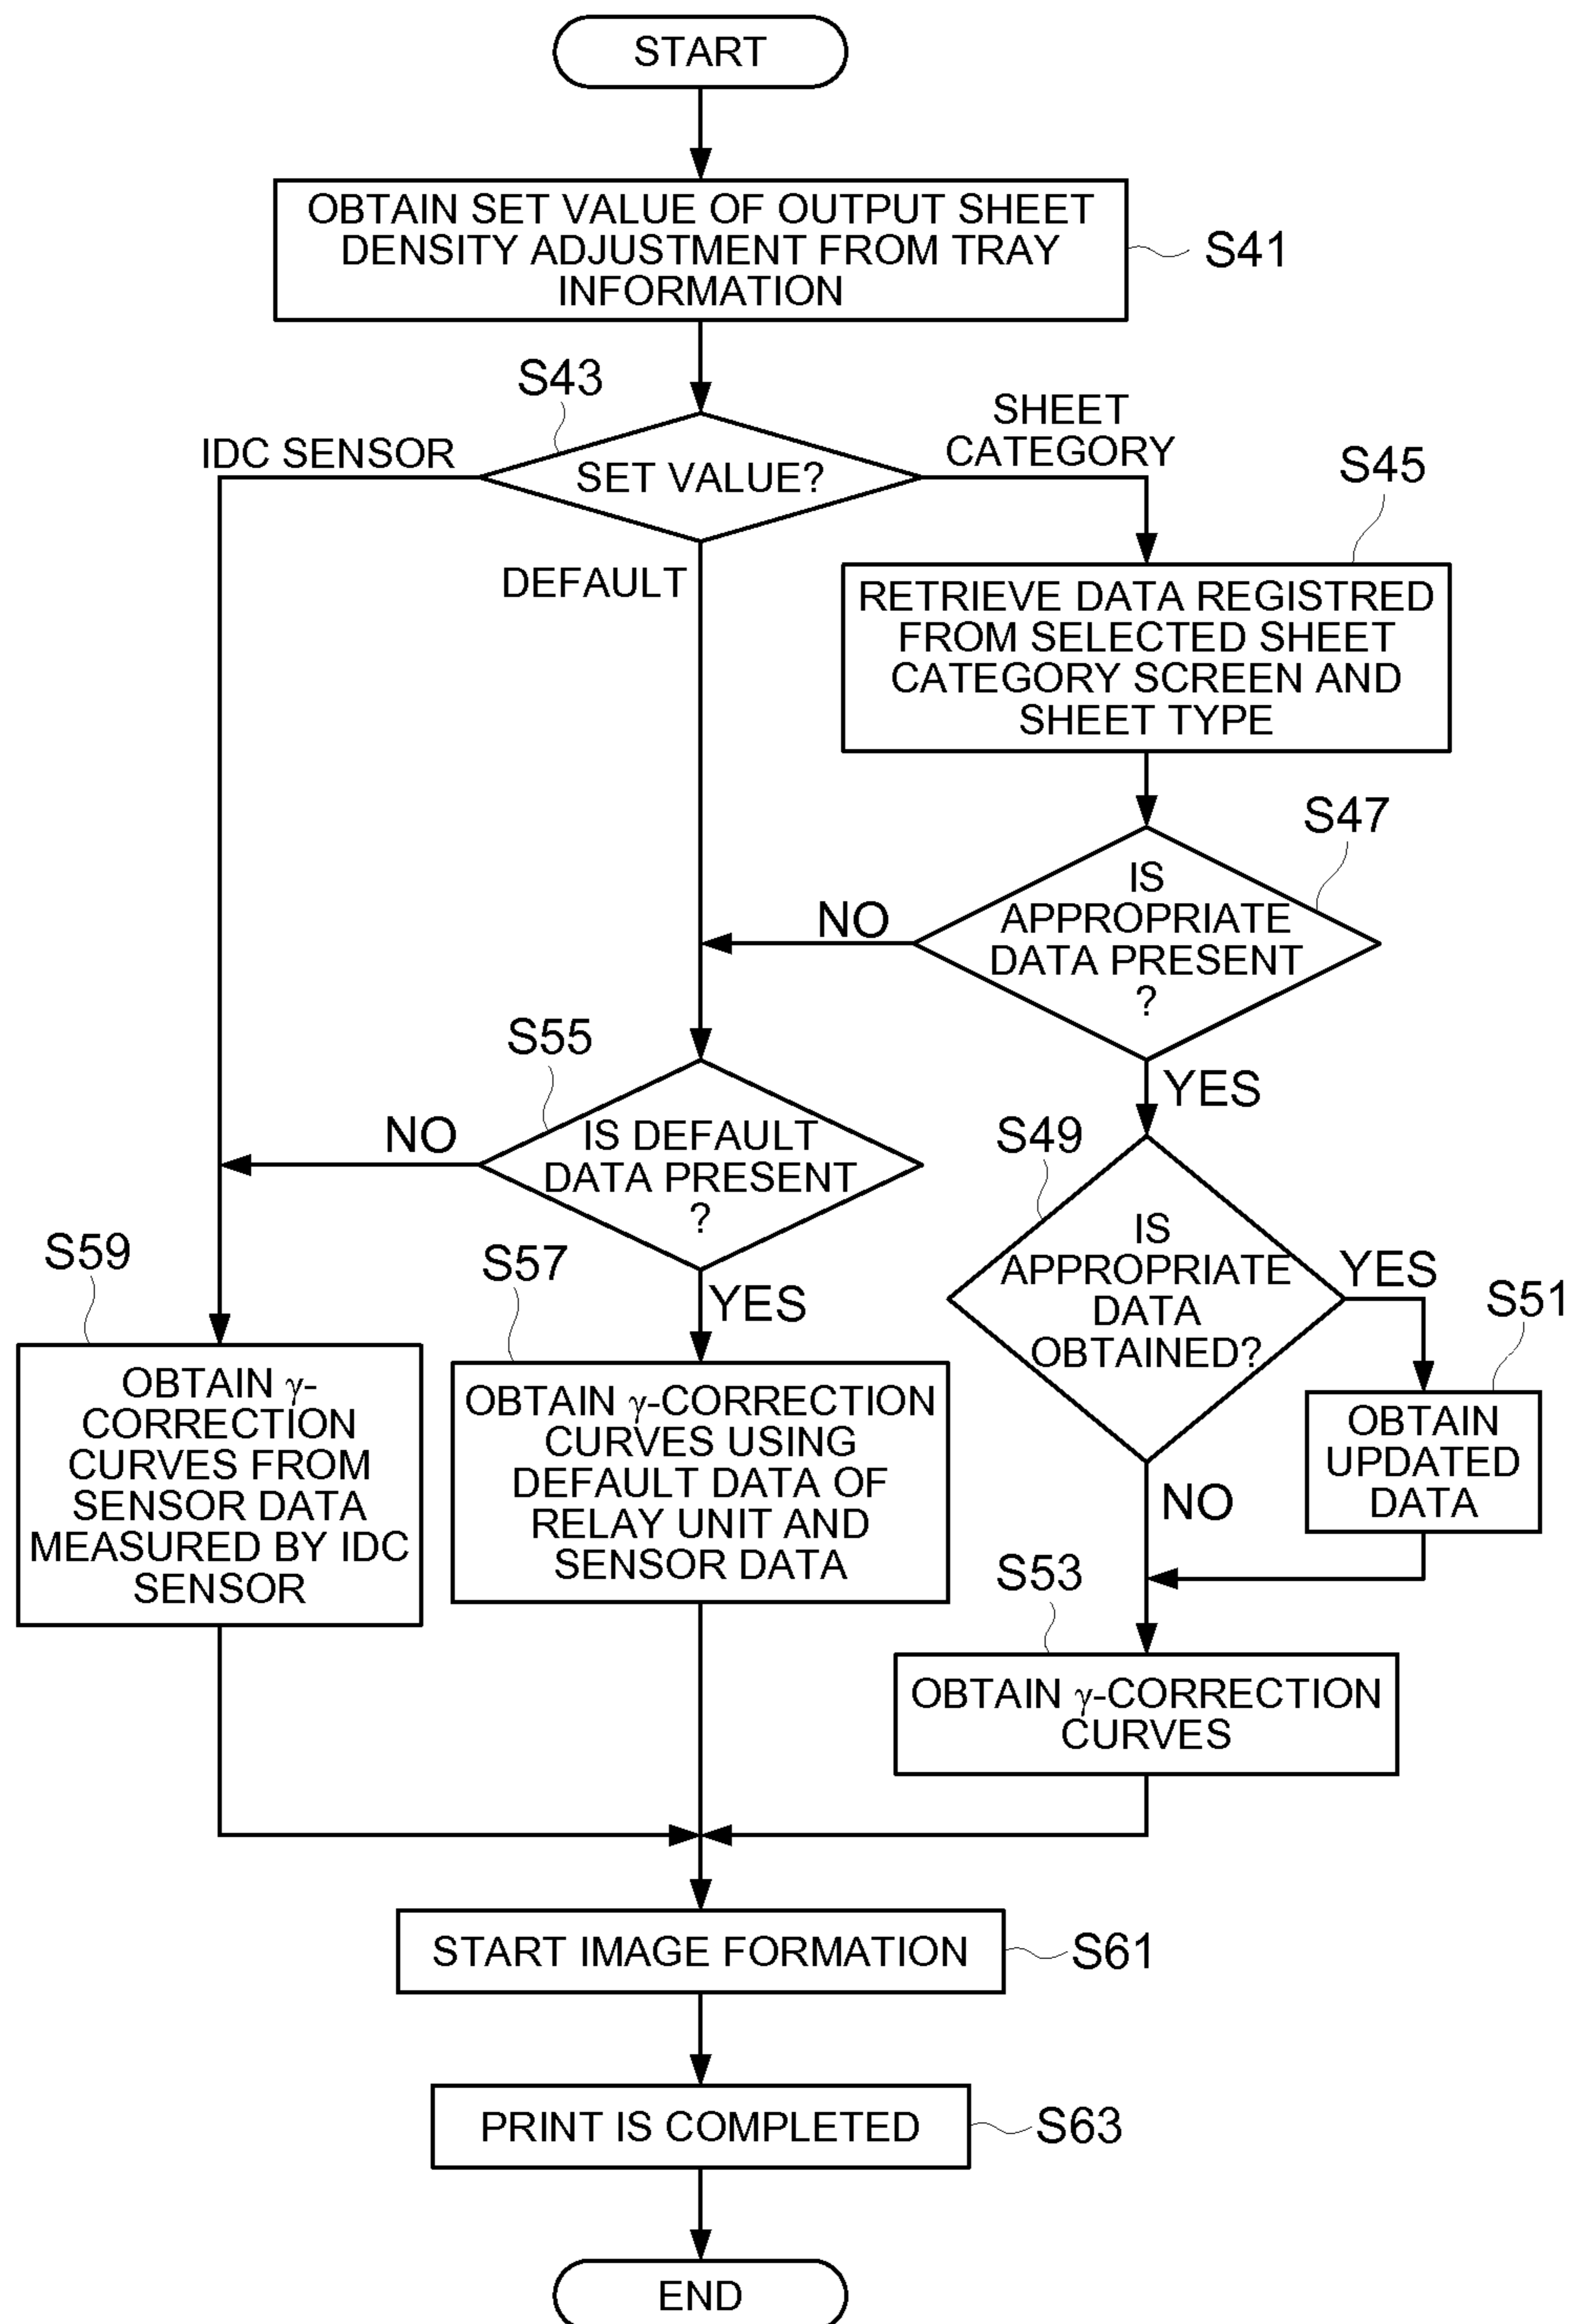 START
OBTAIN SET VALUE OF OUTPUT SHEET
DENSITY ADJUSTMENT FROM TRAY
INFORMATION
S41
S43
SET VALUE?
IDC SENSOR
DEFAULT
SHEET
CATEGORY
S45
RETRIEVE DATA REGISTRED
FROM SELECTED SHEET
CATEGORY SCREEN AND
SHEET TYPE
S47
IS
APPROPRIATE
DATA PRESENT
?
NO
YES
S55
IS DEFAULT
DATA PRESENT
?
NO
YES
S49
IS
APPROPRIATE
DATA
OBTAINED?
YES
NO
S51
OBTAIN
UPDATED
DATA
S59
OBTAIN γ-
CORRECTION
CURVES FROM
SENSOR DATA
MEASURED BY IDC
SENSOR
S57
OBTAIN γ-CORRECTION
CURVES USING
DEFAULT DATA OF
RELAY UNIT AND
SENSOR DATA
S53
OBTAIN γ-CORRECTION
CURVES
START IMAGE FORMATION
S61
PRINT IS COMPLETED
S63
END